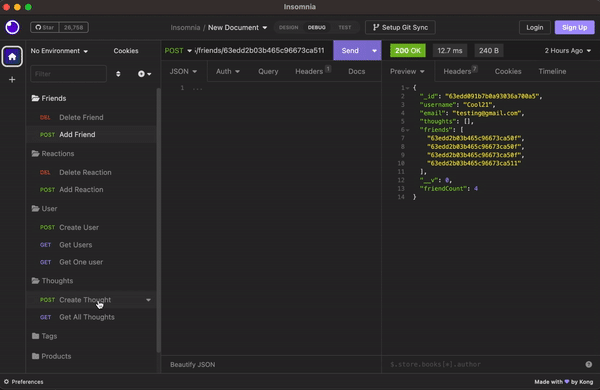 Insomnia
Star 26,758
Insomnia / New Document
DESIGN DEBUG TEST
Setup Git Sync
Login
Sign Up
No Environment
Cookies
Filter
Friends
DEL Delete Friend
POST Add Friend
Reactions
DEL Delete Reaction
POST Add Reaction
User
POST Create User
GET Get Users
GET Get One user
Thoughts
POST Create Thought
GET Get All Thoughts
Tags
Products
POST /friends/63edd2b03b465c96673ca511
Send
JSON Auth Query Headers 1 Docs
1 ...
Beautify JSON
200 OK 12.7 ms 240 B 2 Hours Ago
Preview Headers 7 Cookies Timeline
1 {
2 "_id": "63edd091b7b0a93036a700a5",
3 "username": "Cool21",
4 "email": "testing@gmail.com",
5 "thoughts": [],
6 "friends": [
7 "63edd2b03b465c96673ca50f",
8 "63edd2b03b465c96673ca50f",
9 "63edd2b03b465c96673ca50f",
10 "63edd2b03b465c96673ca511"
11 ],
12 "__v": 0,
13 "friendCount": 4
14 }
$.store.books[*].author
Preferences
Made with 💜 by Kong